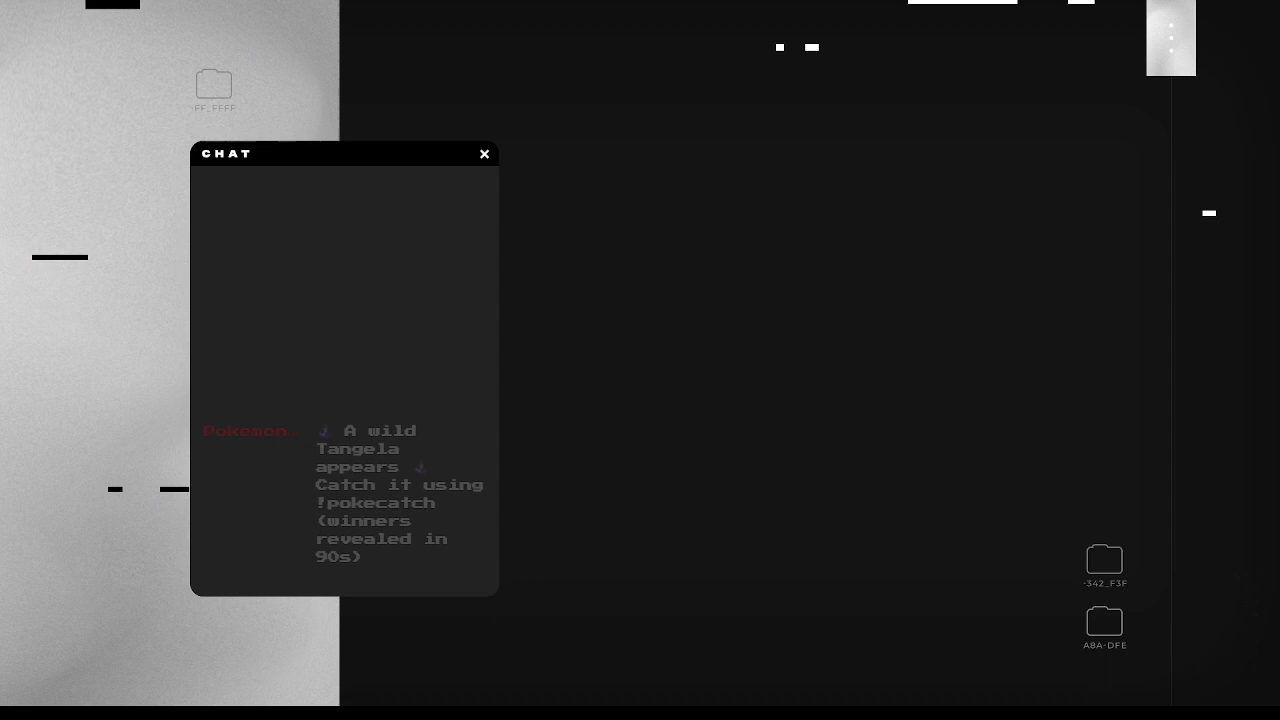 FF_FFFF
CHAT
Pokemon… A wild
Tangela
appears
Catch it using
!pokecatch
(winners
revealed in
90s)
-342_F3F
ABA-DFE